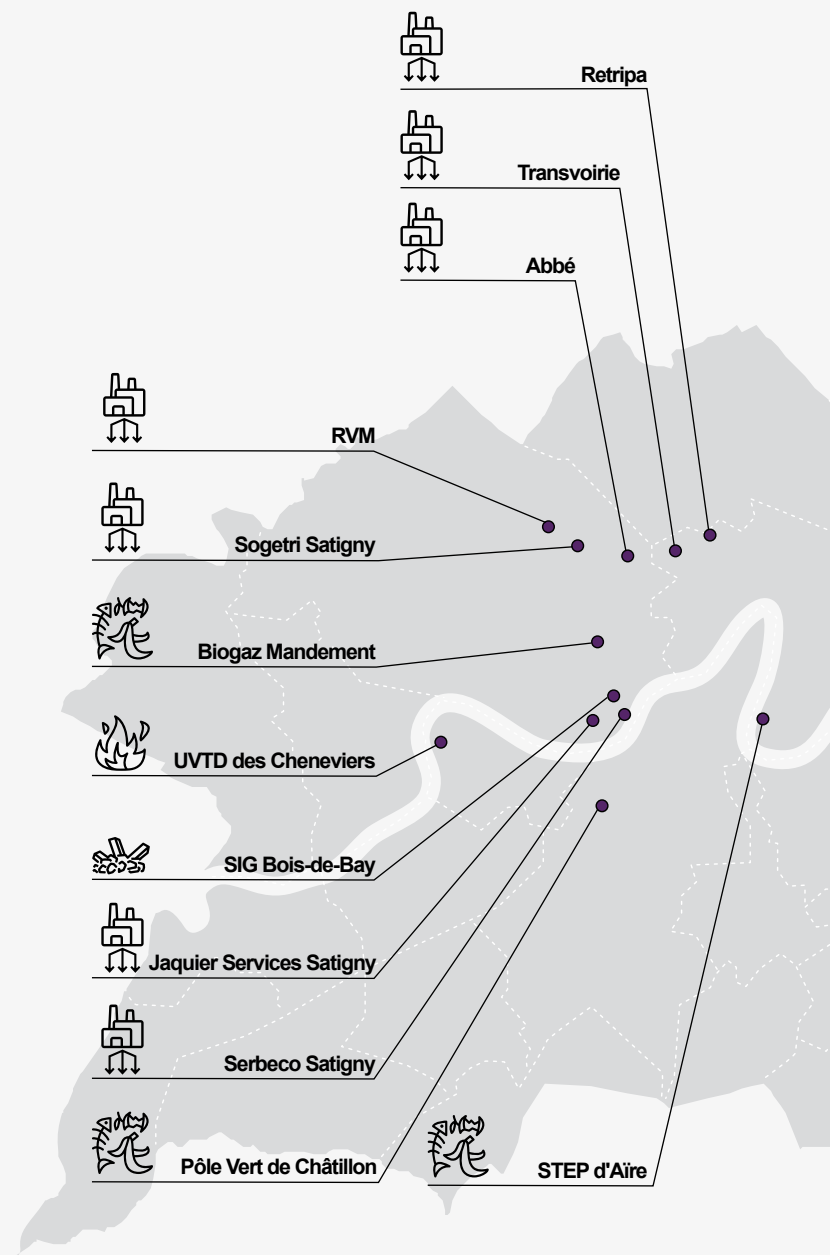 Retripa
Transvoirie
Abbé
RVM
Sogetri Satigny
Biogaz Mandement
UVTD des Cheneviers
SIG Bois-de-Bay
Jaquier Services Satigny
Serbeco Satigny
Pôle Vert de Châtillon
STEP d'Aïre